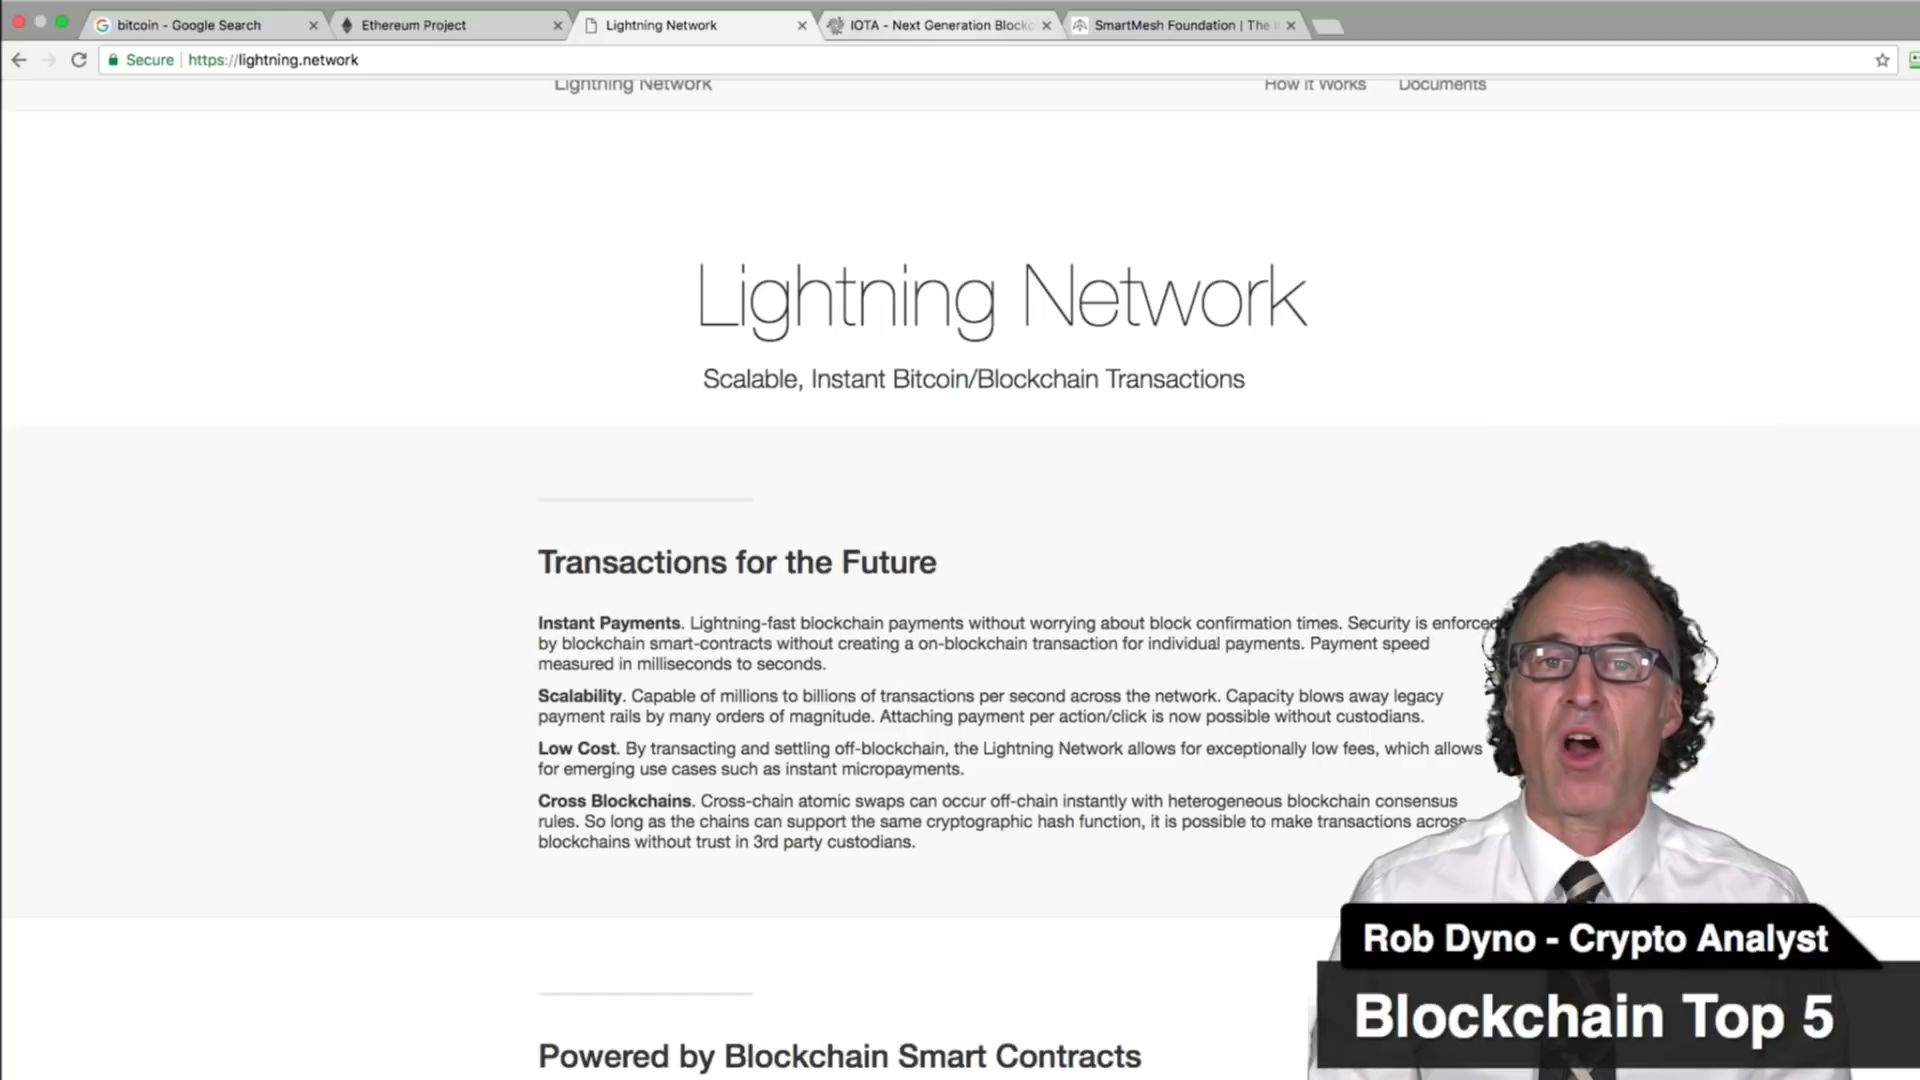 bitcoin - Google Search
Ethereum Project
Lightning Network
IOTA - Next Generation Blockc
SmartMesh Foundation | The
Secure | https://lightning.network
Lightning Network
How It Works
Documents
Lightning Network
Scalable, Instant Bitcoin/Blockchain Transactions
Transactions for the Future
Instant Payments. Lightning-fast blockchain payments without worrying about block confirmation times. Security is enforced
by blockchain smart-contracts without creating a on-blockchain transaction for individual payments. Payment speed
measured in milliseconds to seconds.
Scalability. Capable of millions to billions of transactions per second across the network. Capacity blows away legacy
payment rails by many orders of magnitude. Attaching payment per action/click is now possible without custodians.
Low Cost. By transacting and settling off-blockchain, the Lightning Network allows for exceptionally low fees, which allows
for emerging use cases such as instant micropayments.
Cross Blockchains. Cross-chain atomic swaps can occur off-chain instantly with heterogeneous blockchain consensus
rules. So long as the chains can support the same cryptographic hash function, it is possible to make transactions across
blockchains without trust in 3rd party custodians.
Rob Dyno - Crypto Analyst
Blockchain Top 5
Powered by Blockchain Smart Contracts